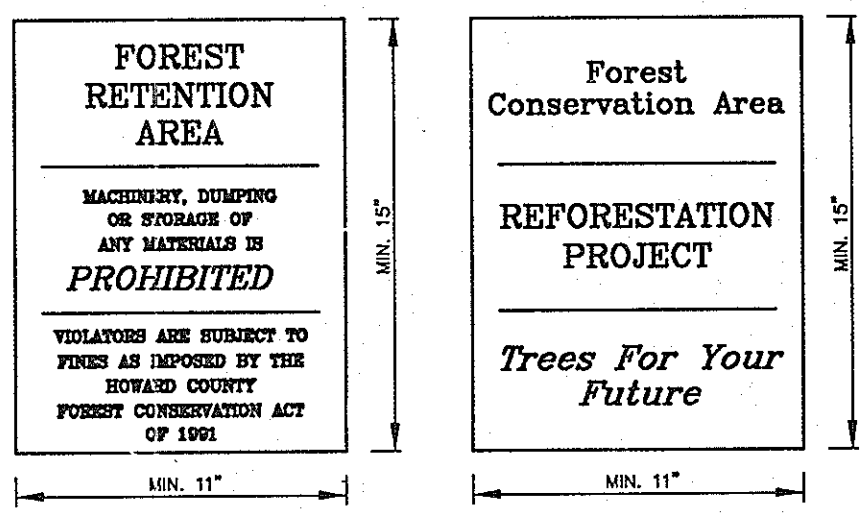 FOREST
RETENTION
AREA
MACHINERY, DUMPING
OR STORAGE OF
ANY MATERIALS IS
PROHIBITED
VIOLATORS ARE SUBJECT TO
FINES AS IMPOSED BY THE
HOWARD COUNTY
FOREST CONSERVATION ACT
OF 1991
MIN. 15"
MIN. 11"
Forest
Conservation Area
REFORESTATION
PROJECT
Trees For Your
Future
MIN. 15"
MIN. 11"